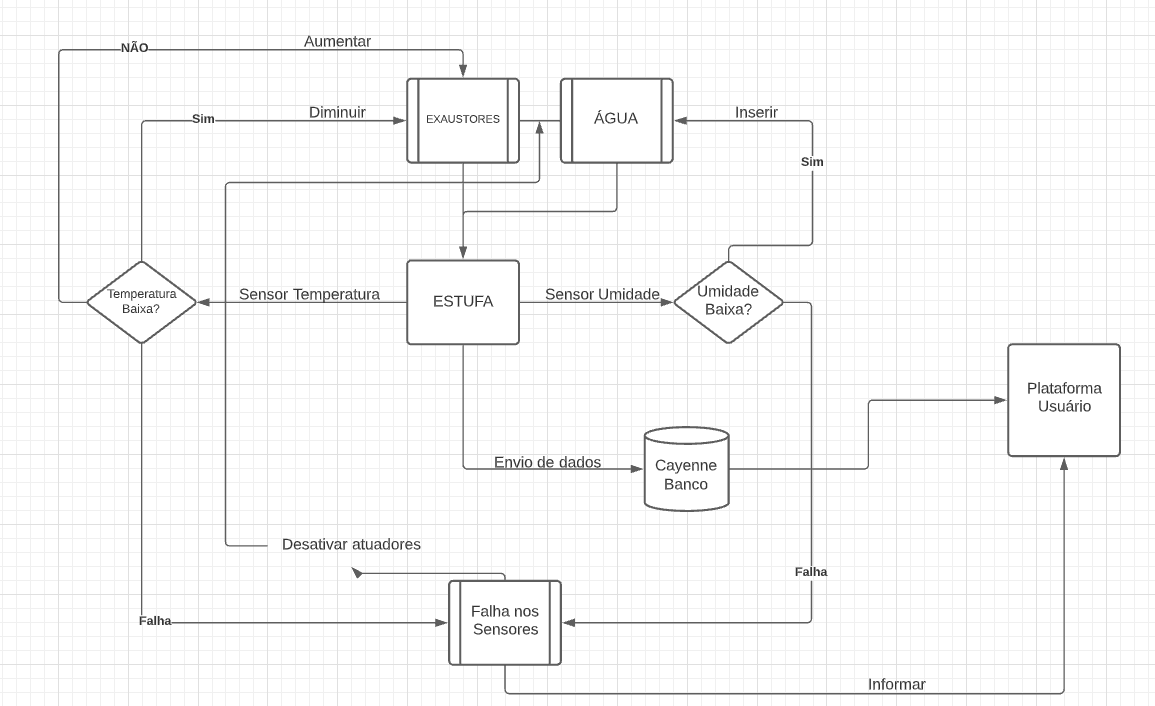 NÃO
Aumentar
Sim
Diminuir
EXAUSTORES
ÁGUA
Inserir
Sim
Temperatura
Baixa?
Sensor Temperatura
ESTUFA
Sensor Umidade
Umidade
Baixa?
Plataforma
Usuário
Envio de dados
Cayenne
Banco
Desativar atuadores
Falha
Falha nos
Sensores
Falha
Informar